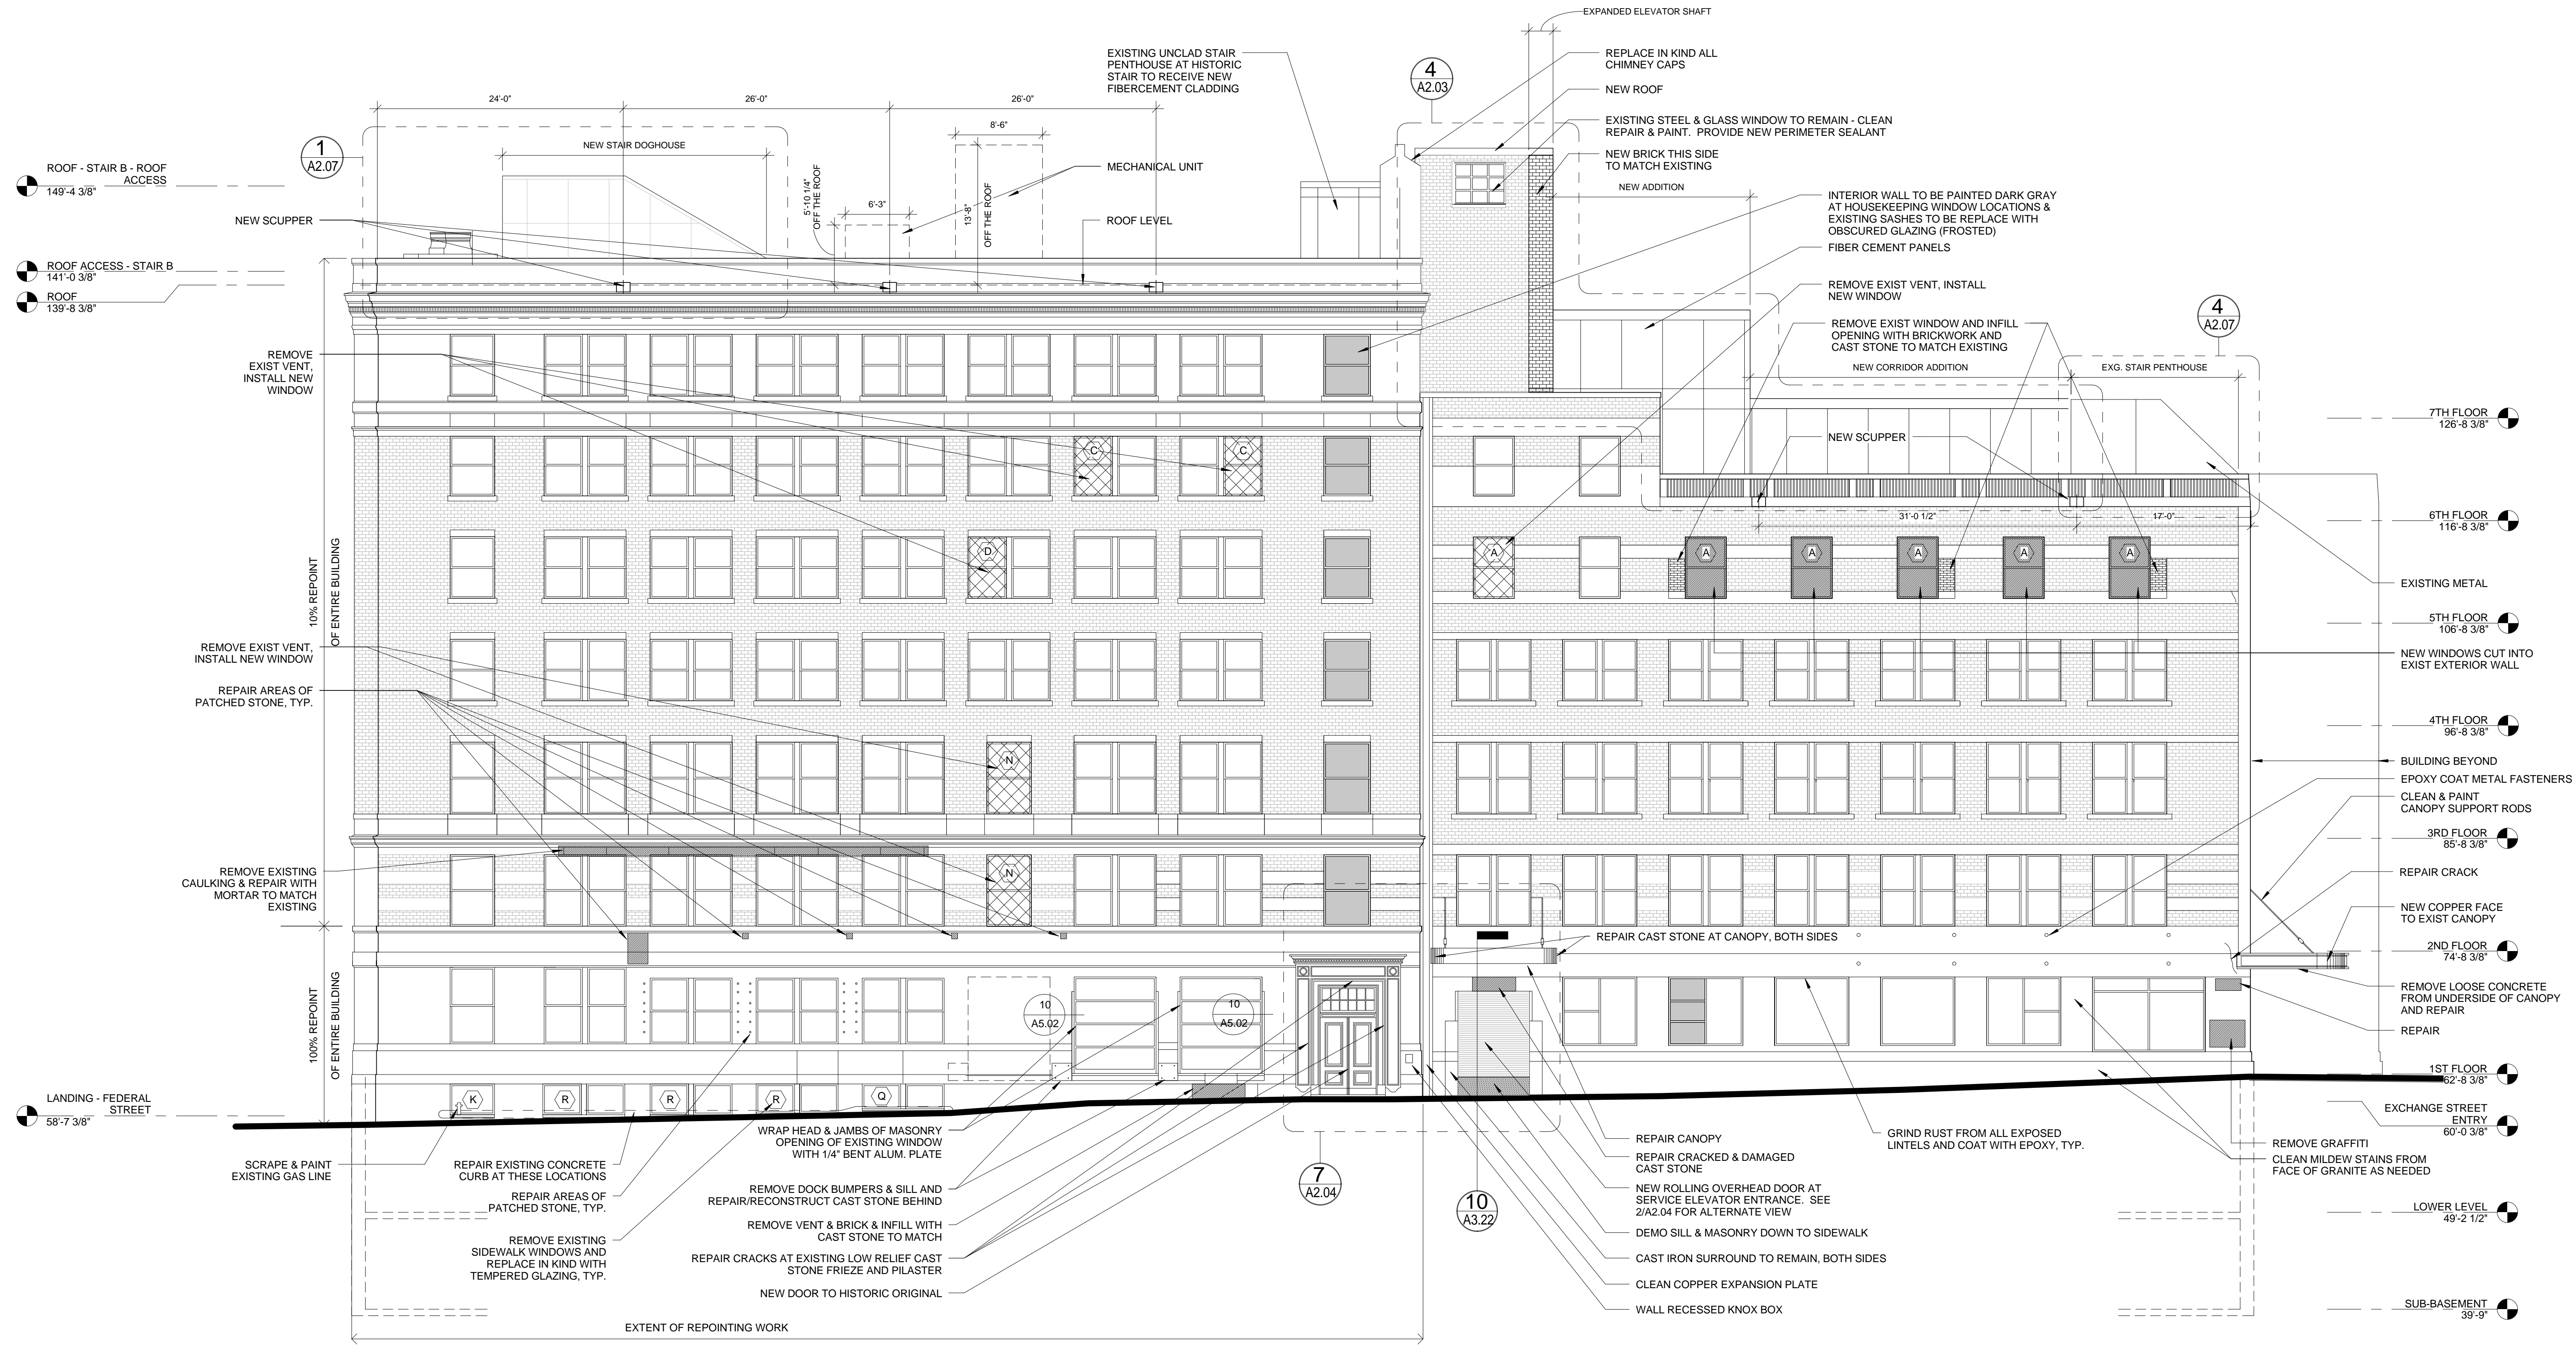 EXPANDED ELEVATOR SHAFT
EXISTING UNCLAD STAIR
PENTHOUSE AT HISTORIC
STAIR TO RECEIVE NEW
FIBERCEMENT CLADDING
4
A2.03
REPLACE IN KIND ALL
CHIMNEY CAPS
NEW ROOF
EXISTING STEEL & GLASS WINDOW TO REMAIN - CLEAN
REPAIR & PAINT.  PROVIDE NEW PERIMETER SEALANT
NEW BRICK THIS SIDE
TO MATCH EXISTING
NEW ADDITION
INTERIOR WALL TO BE PAINTED DARK GRAY
AT HOUSEKEEPING WINDOW LOCATIONS &
EXISTING SASHES TO BE REPLACE WITH
OBSCURED GLAZING (FROSTED)
FIBER CEMENT PANELS
REMOVE EXIST VENT, INSTALL
NEW WINDOW
REMOVE EXIST WINDOW AND INFILL
OPENING WITH BRICKWORK AND
CAST STONE TO MATCH EXISTING
4
A2.07
NEW CORRIDOR ADDITION
EXG. STAIR PENTHOUSE
NEW SCUPPER
31'-0 1/2"
17'-0"
24'-0"
26'-0"
26'-0"
8'-6"
1
A2.07
NEW STAIR DOGHOUSE
5'-10 1/4"
OFF THE ROOF
6'-3"
13'-8"
OFF THE ROOF
MECHANICAL UNIT
ROOF LEVEL
ROOF - STAIR B - ROOF
ACCESS
149'-4 3/8"
NEW SCUPPER
ROOF ACCESS - STAIR B
141'-0 3/8"
ROOF
139'-8 3/8"
REMOVE
EXIST VENT,
INSTALL NEW
WINDOW
10% REPOINT
OF ENTIRE BUILDING
REMOVE EXIST VENT,
INSTALL NEW WINDOW
REPAIR AREAS OF
PATCHED STONE, TYP.
REMOVE EXISTING
CAULKING & REPAIR WITH
MORTAR TO MATCH
EXISTING
100% REPOINT
OF ENTIRE BUILDING
LANDING - FEDERAL
STREET
58'-7 3/8"
C
C
D
A
A
A
A
A
A
N
N
10
A5.02
10
A5.02
K
R
R
R
Q
7TH FLOOR
126'-8 3/8"
6TH FLOOR
116'-8 3/8"
EXISTING METAL
5TH FLOOR
106'-8 3/8"
NEW WINDOWS CUT INTO
EXIST EXTERIOR WALL
4TH FLOOR
96'-8 3/8"
BUILDING BEYOND
EPOXY COAT METAL FASTENERS
CLEAN & PAINT
CANOPY SUPPORT RODS
3RD FLOOR
85'-8 3/8"
REPAIR CRACK
NEW COPPER FACE
TO EXIST CANOPY
REPAIR CAST STONE AT CANOPY, BOTH SIDES
2ND FLOOR
74'-8 3/8"
REMOVE LOOSE CONCRETE
FROM UNDERSIDE OF CANOPY
AND REPAIR
REPAIR
1ST FLOOR
62'-8 3/8"
EXCHANGE STREET
ENTRY
60'-0 3/8"
REMOVE GRAFFITI
CLEAN MILDEW STAINS FROM
FACE OF GRANITE AS NEEDED
LOWER LEVEL
49'-2 1/2"
SUB-BASEMENT
39'-9"
SCRAPE & PAINT
EXISTING GAS LINE
REPAIR EXISTING CONCRETE
CURB AT THESE LOCATIONS
REPAIR AREAS OF
PATCHED STONE, TYP.
REMOVE EXISTING
SIDEWALK WINDOWS AND
REPLACE IN KIND WITH
TEMPERED GLAZING, TYP.
WRAP HEAD & JAMBS OF MASONRY
OPENING OF EXISTING WINDOW
WITH 1/4" BENT ALUM. PLATE
REMOVE DOCK BUMPERS & SILL AND
REPAIR/RECONSTRUCT CAST STONE BEHIND
REMOVE VENT & BRICK & INFILL WITH
CAST STONE TO MATCH
REPAIR CRACKS AT EXISTING LOW RELIEF CAST
STONE FRIEZE AND PILASTER
NEW DOOR TO HISTORIC ORIGINAL
7
A2.04
10
A3.22
REPAIR CANOPY
REPAIR CRACKED & DAMAGED
CAST STONE
NEW ROLLING OVERHEAD DOOR AT
SERVICE ELEVATOR ENTRANCE.  SEE
2/A2.04 FOR ALTERNATE VIEW
DEMO SILL & MASONRY DOWN TO SIDEWALK
CAST IRON SURROUND TO REMAIN, BOTH SIDES
CLEAN COPPER EXPANSION PLATE
WALL RECESSED KNOX BOX
GRIND RUST FROM ALL EXPOSED
LINTELS AND COAT WITH EPOXY, TYP.
EXTENT OF REPOINTING WORK